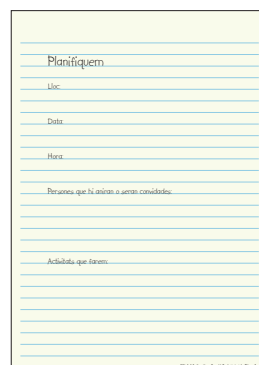 Planifiquem
Lloc:
Data:
Hora:
Persones que hi aniran o seran convidades:
Activitats que farem: